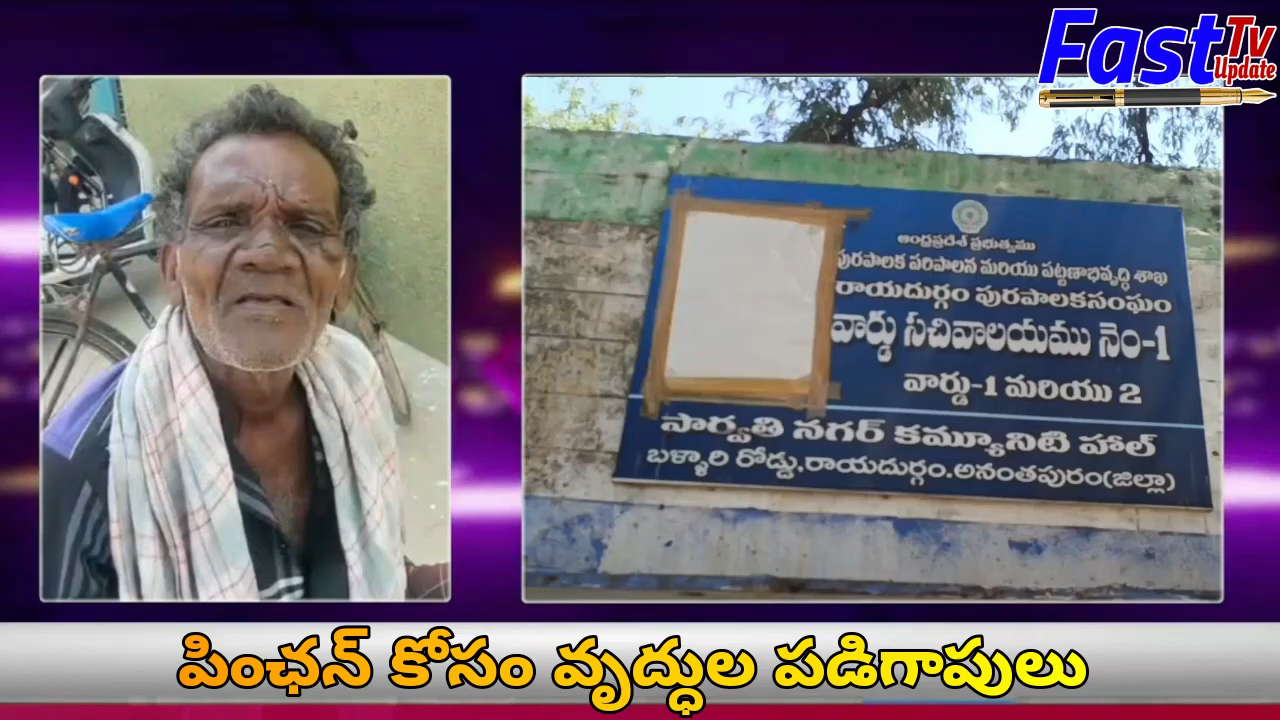 Fast Tv
Update
ఆంధ్రప్రదేశ్ ప్రభుత్వము
పురపాలక పరిపాలన మరియు పట్టణాభివృద్ధి శాఖ
రాయదుర్గం పురపాలకసంఘం
వార్డు సచివాలయము నెం-1
వార్డు-1 మరియు 2
పార్వతి నగర్ కమ్యూనిటి హాల్
బళ్ళారి రోడ్డు,రాయదుర్గం.అనంతపురం(జిల్లా)
పింఛన్ కోసం వృద్ధుల పడిగాపులు